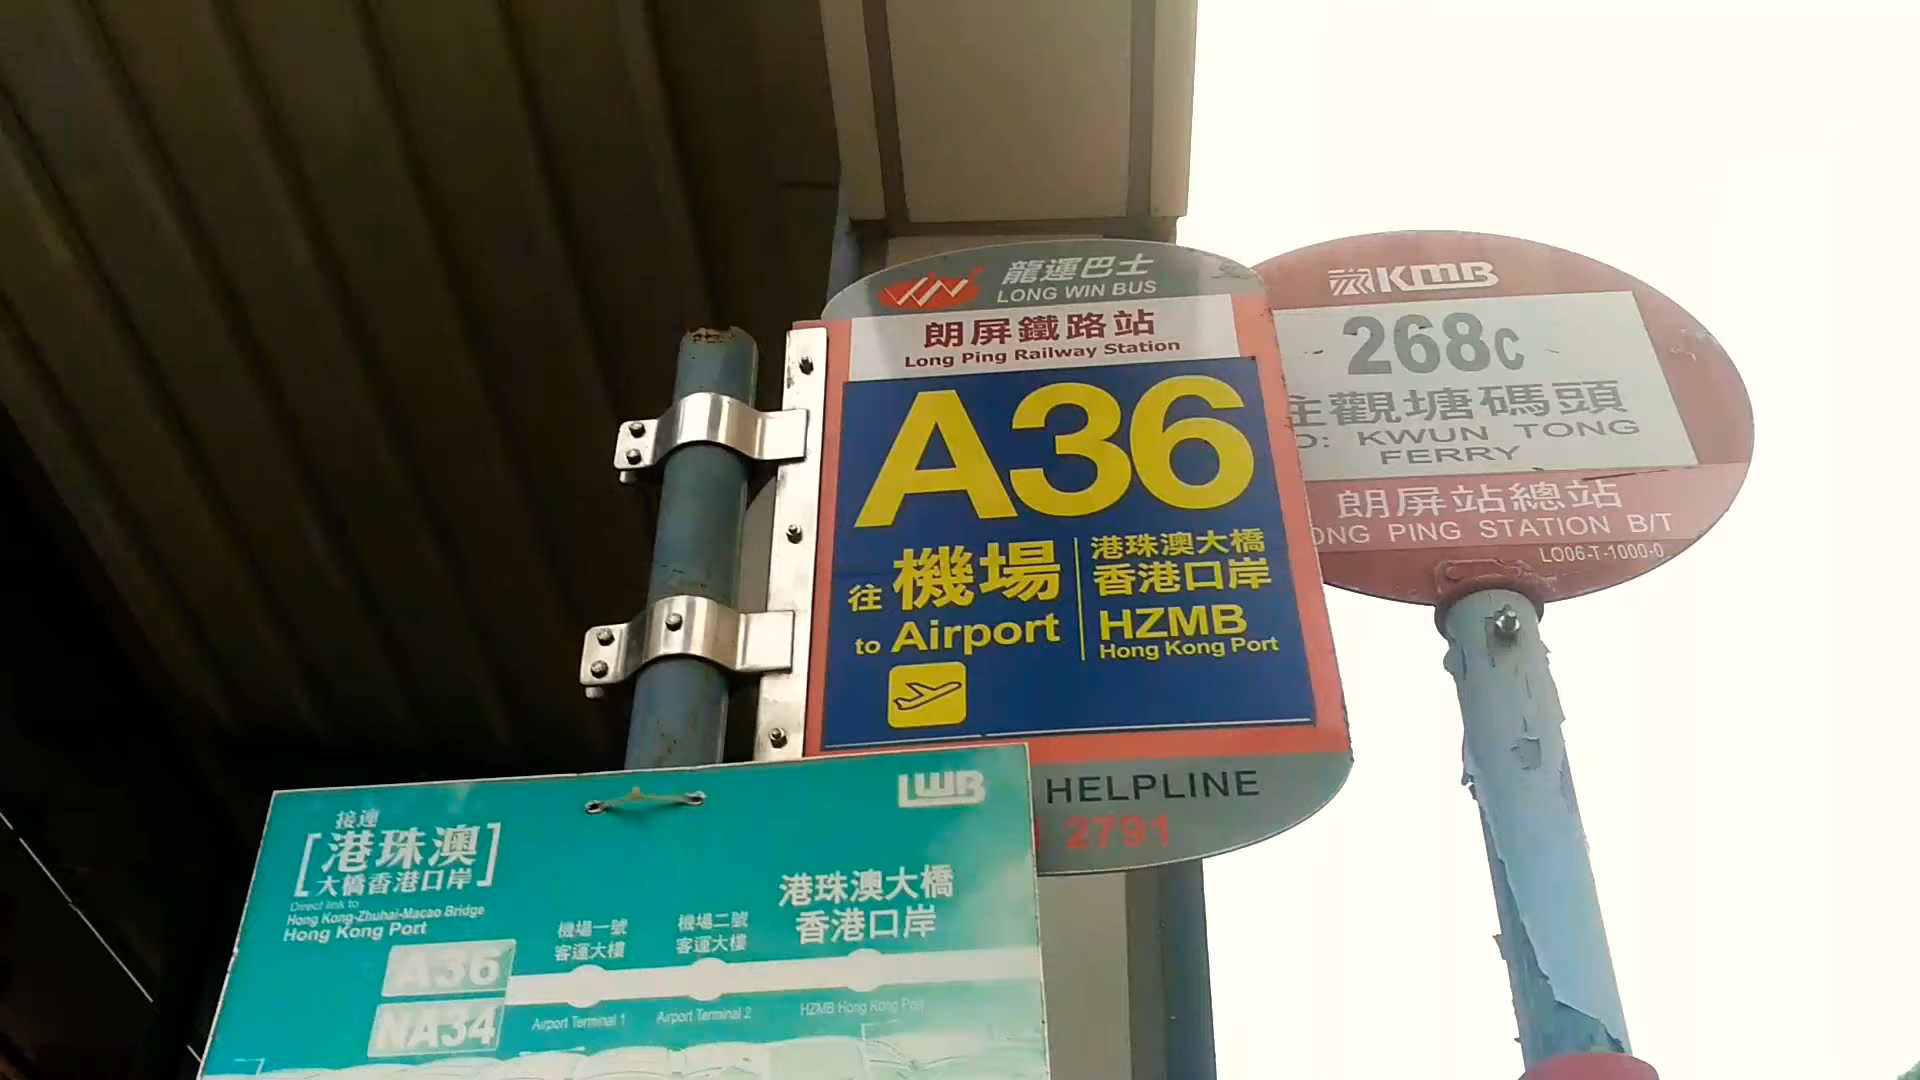 龍運巴士
LONG WIN BUS
朗屏鐵路站
Long Ping Railway Station
A36
往 機場
to Airport
港珠澳大橋
香港口岸
HZMB
Hong Kong Port
HELPLINE
2791
KMB
268C
往觀塘碼頭
O: KWUN TONG
FERRY
朗屏站總站
ONG PING STATION B/T
LO06-T-1000-0
LWB
接連
[港珠澳
大橋香港口岸]
Direct link to
Hong Kong-Zhuhai-Macao Bridge
Hong Kong Port
A36
NA34
機場一號
客運大樓
Airport Terminal 1
機場二號
客運大樓
Airport Terminal 2
港珠澳大橋
香港口岸
HZMB Hong Kong Port